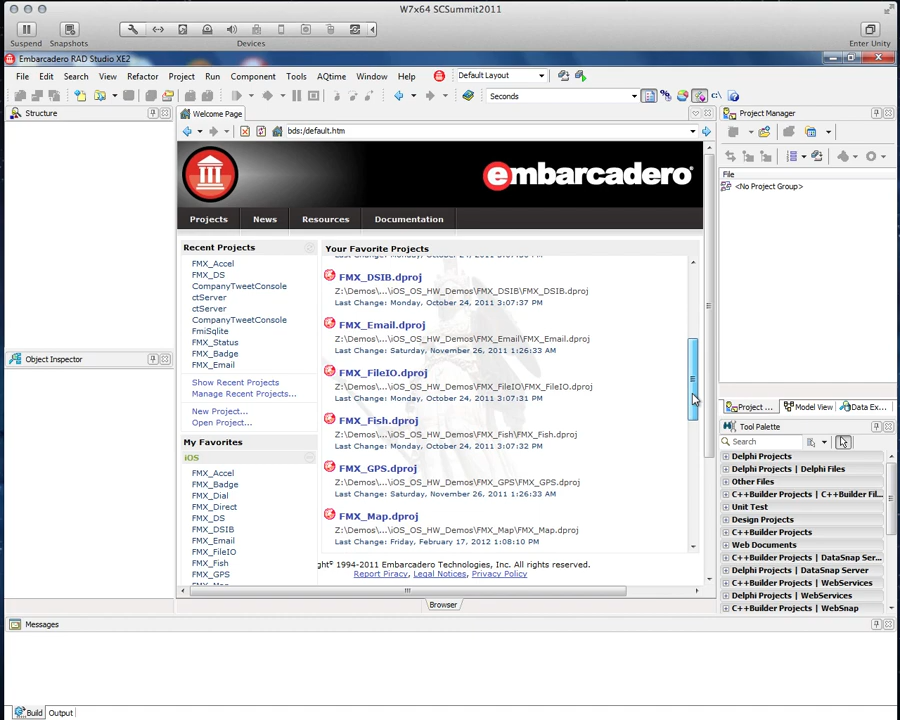 W7x64 SCSummit2011
Suspend Snapshots Devices Enter Unity
Embarcadero RAD Studio XE2
File Edit Search View Refactor Project Run Component Tools AQtime Window Help Default Layout
Seconds
Structure
Welcome Page
Project Manager
bds:/default.htm
File
<No Project Group>
embarcadero
Projects News Resources Documentation
Recent Projects
FMX_Accel
FMX_DS
CompanyTweetConsole
ctServer
ctServer
CompanyTweetConsole
FmiSqlite
FMX_Status
FMX_Badge
FMX_Email
Show Recent Projects
Manage Recent Projects...
New Project...
Open Project...
My Favorites
iOS
FMX_Accel
FMX_Badge
FMX_Dial
FMX_Direct
FMX_DS
FMX_DSIB
FMX_Email
FMX_FileIO
FMX_Fish
FMX_GPS
Your Favorite Projects
FMX_DSIB.dproj
Z:\Demos\...\iOS_OS_HW_Demos\FMX_DSIB\FMX_DSIB.dproj
Last Change: Monday, October 24, 2011 3:07:37 PM
FMX_Email.dproj
Z:\Demos\...\iOS_OS_HW_Demos\FMX_Email\FMX_Email.dproj
Last Change: Saturday, November 26, 2011 1:26:33 AM
FMX_FileIO.dproj
Z:\Demos\...\iOS_OS_HW_Demos\FMX_FileIO\FMX_FileIO.dproj
Last Change: Monday, October 24, 2011 3:07:31 PM
FMX_Fish.dproj
Z:\Demos\...\iOS_OS_HW_Demos\FMX_Fish\FMX_Fish.dproj
Last Change: Monday, October 24, 2011 3:07:32 PM
FMX_GPS.dproj
Z:\Demos\...\iOS_OS_HW_Demos\FMX_GPS\FMX_GPS.dproj
Last Change: Saturday, November 26, 2011 1:26:33 AM
FMX_Map.dproj
Z:\Demos\...\iOS_OS_HW_Demos\FMX_Map\FMX_Map.dproj
Last Change: Friday, February 17, 2012 1:08:10 PM
ght© 1994-2011 Embarcadero Technologies, Inc. All rights reserved.
Report Piracy, Legal Notices, Privacy Policy
Browser
Object Inspector
Project ... Model View Data Ex...
Tool Palette
Search
Delphi Projects
Delphi Projects | Delphi Files
Other Files
C++Builder Projects | C++Builder Fil...
Unit Test
Design Projects
C++Builder Projects
Web Documents
C++Builder Projects | DataSnap Ser...
Delphi Projects | DataSnap Server
C++Builder Projects | WebServices
Delphi Projects | WebServices
C++Builder Projects | WebSnap
Messages
Build Output